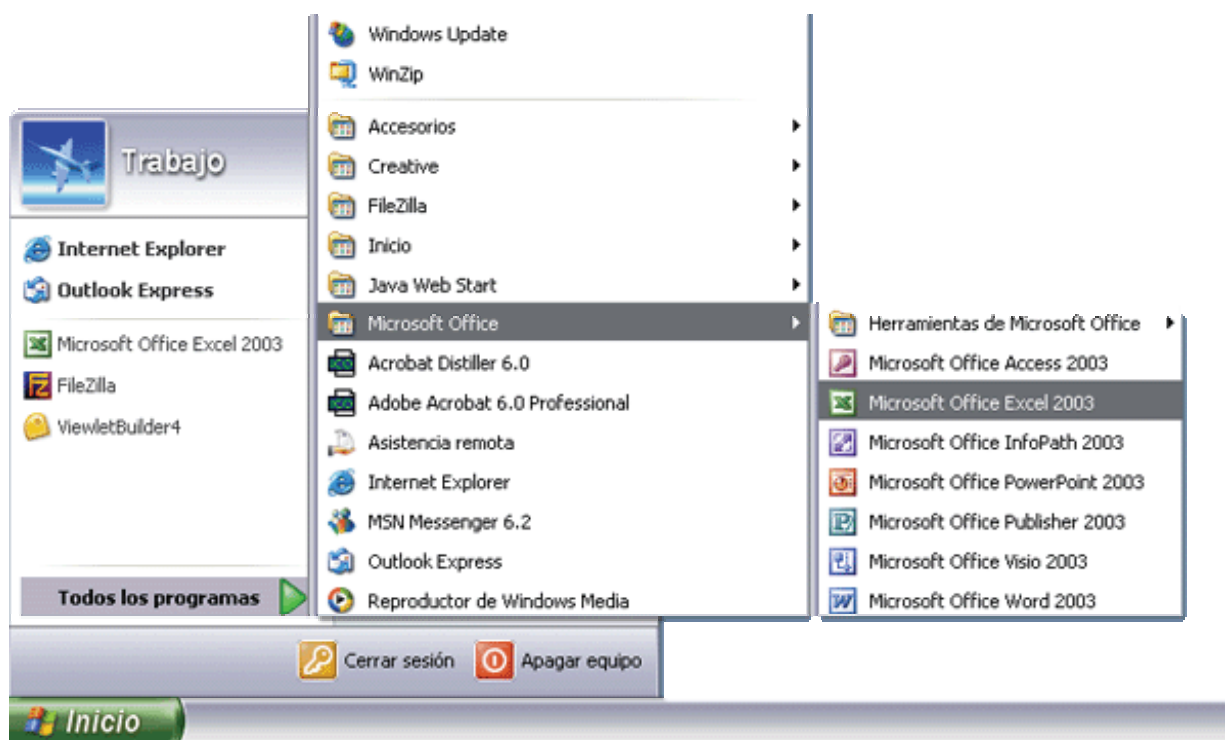 Trabajo
Internet Explorer
Outlook Express
Microsoft Office Excel 2003
FileZilla
ViewletBuilder4
Todos los programas
Windows Update
WinZip
Accesorios
Creative
FileZilla
Inicio
Java Web Start
Microsoft Office
Acrobat Distiller 6.0
Adobe Acrobat 6.0 Professional
Asistencia remota
Internet Explorer
MSN Messenger 6.2
Outlook Express
Reproductor de Windows Media
Herramientas de Microsoft Office
Microsoft Office Access 2003
Microsoft Office Excel 2003
Microsoft Office InfoPath 2003
Microsoft Office PowerPoint 2003
Microsoft Office Publisher 2003
Microsoft Office Visio 2003
Microsoft Office Word 2003
Cerrar sesión
Apagar equipo
Inicio